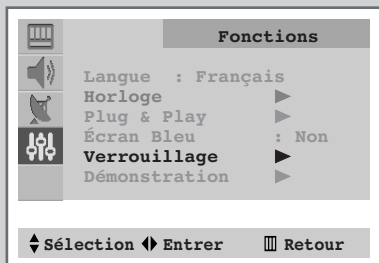 Fonctions
Langue : Français
Horloge
Plug & Play
Écran Bleu : Non
Verrouillage
Démonstration
Sélection Entrer Retour